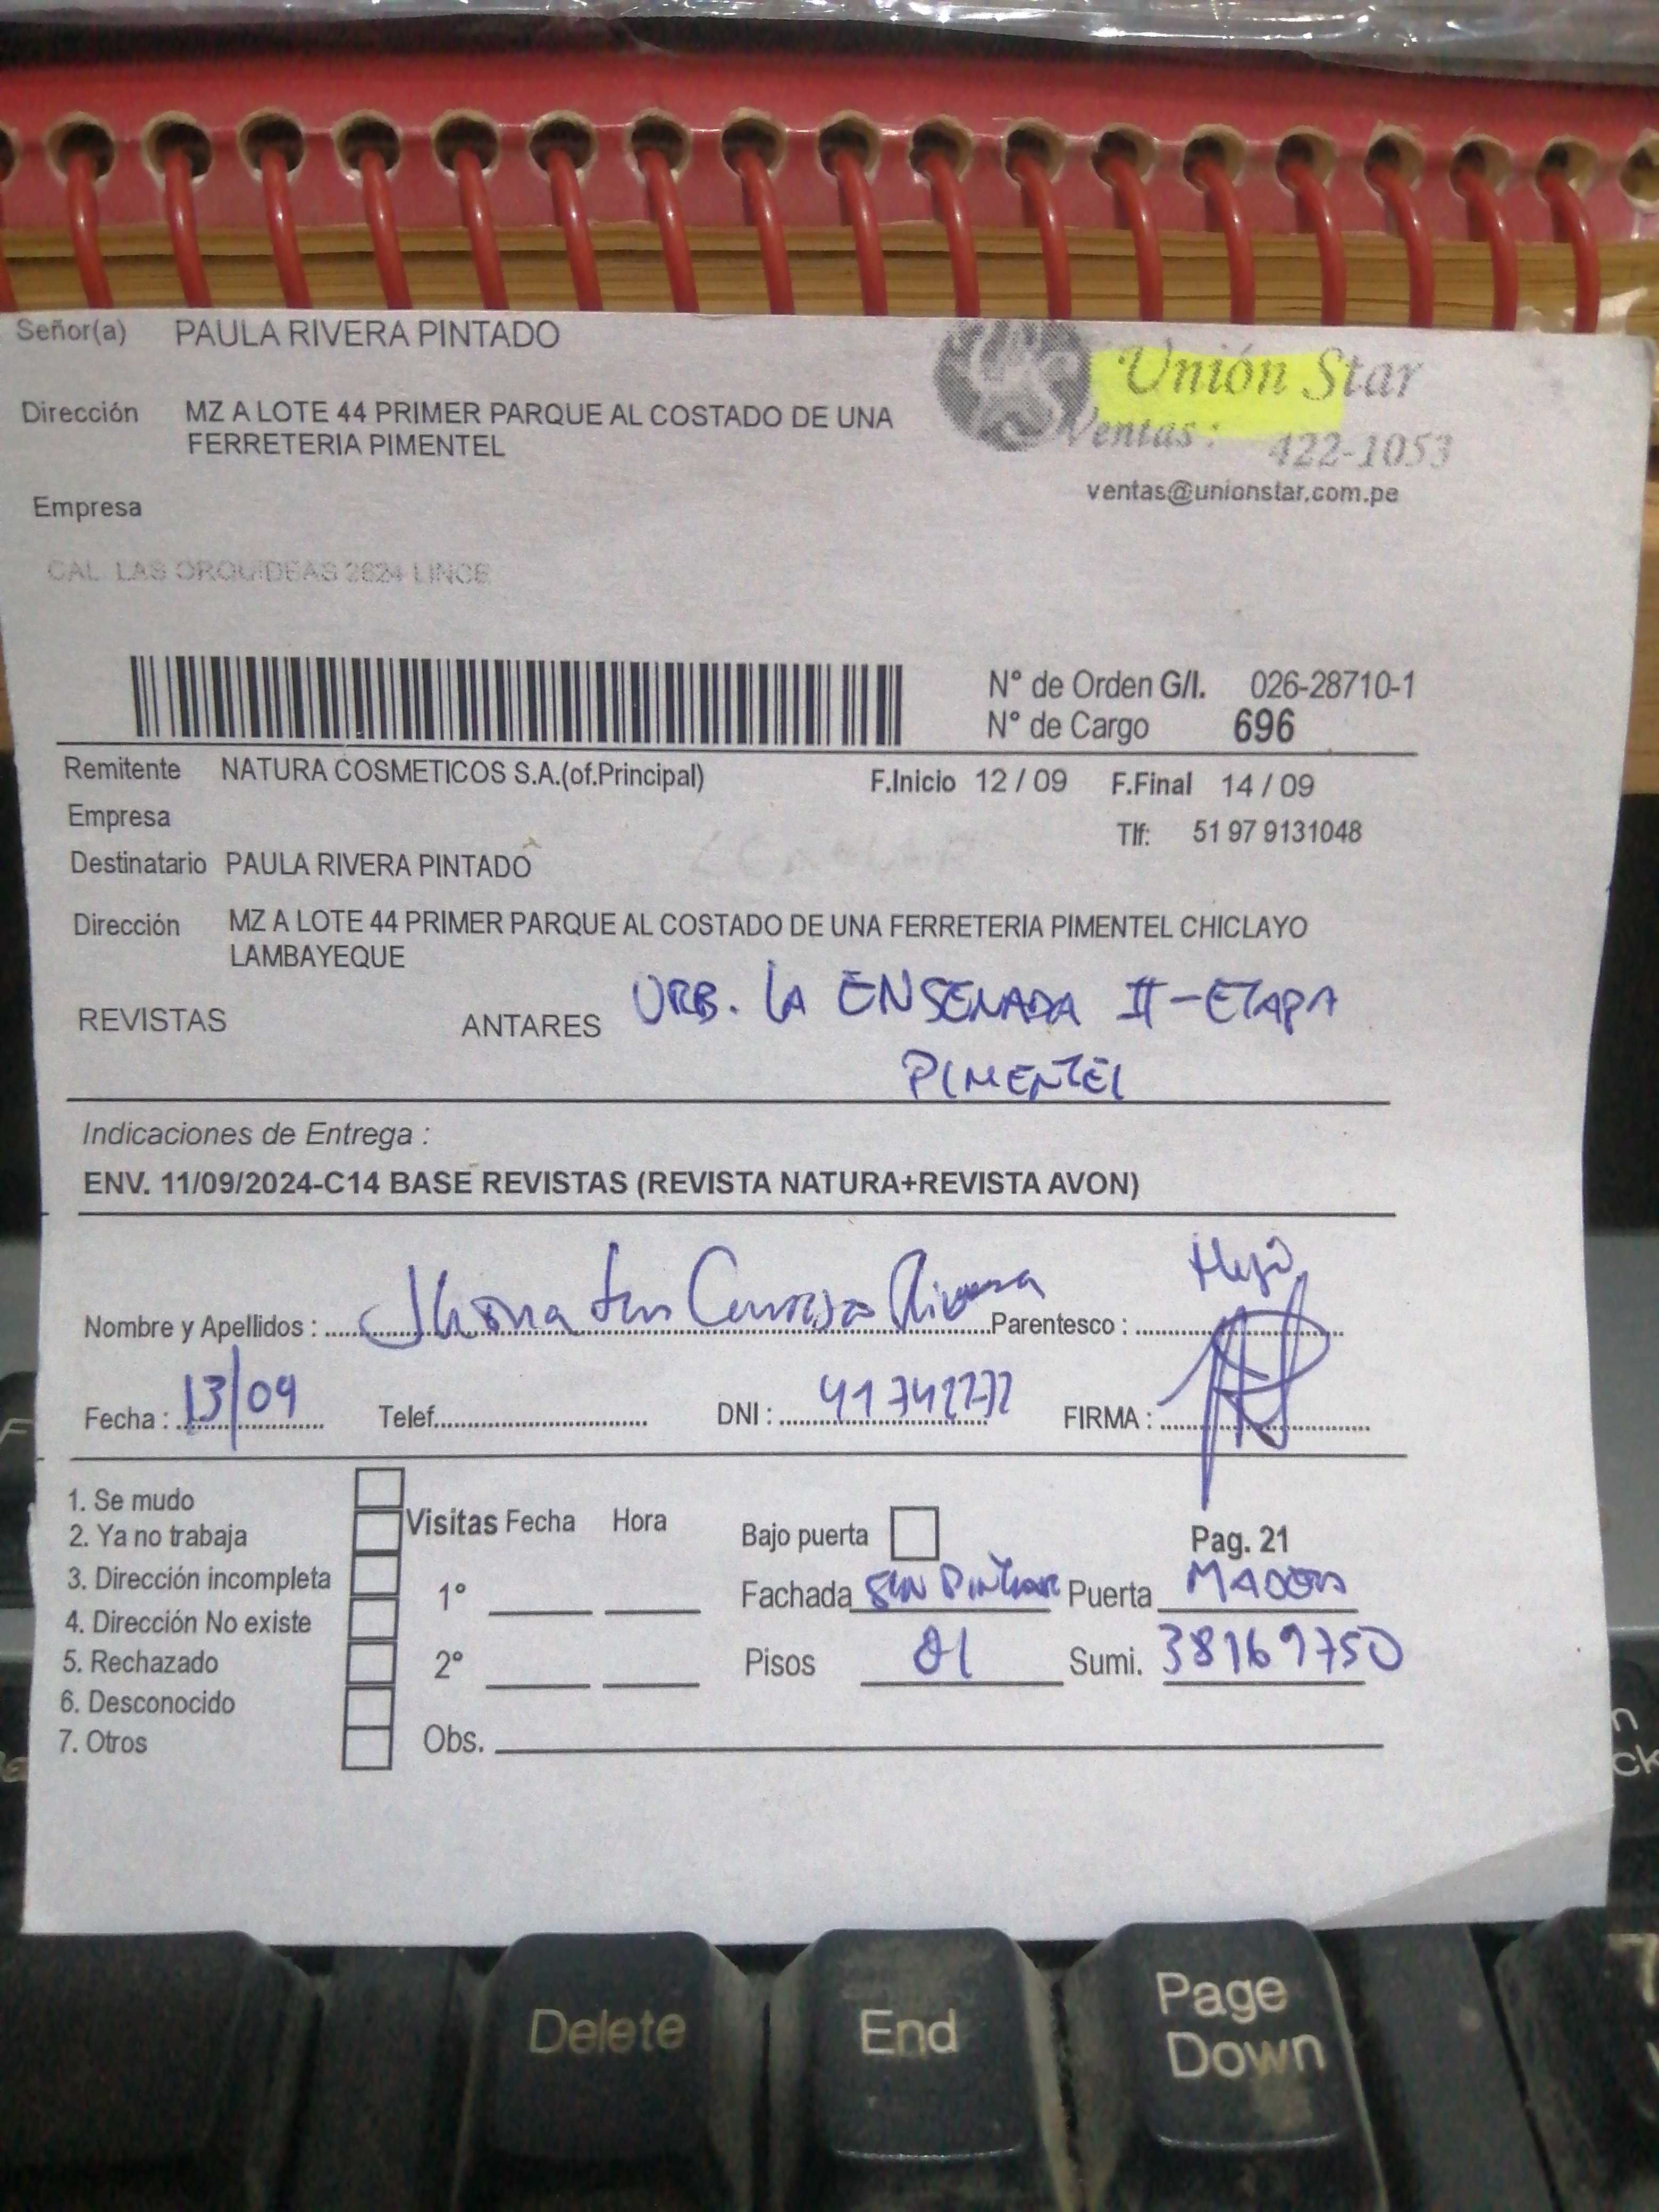 Señor(a) PAULA RIVERA PINTADO
Unión Star
Dirección MZ A LOTE 44 PRIMER PARQUE AL COSTADO DE UNA
FERRETERIA PIMENTEL
Ventas : 422-1053
ventas@unionstar.com.pe
Empresa
CAL. LAS ORQUIDEAS 2624 LINCE
N° de Orden G/I. 026-28710-1
N° de Cargo 696
Remitente NATURA COSMETICOS S.A.(of.Principal) F.Inicio 12 / 09 F.Final 14 / 09
Empresa
Tlf: 51 97 9131048
Destinatario PAULA RIVERA PINTADO
Dirección MZ A LOTE 44 PRIMER PARQUE AL COSTADO DE UNA FERRETERIA PIMENTEL CHICLAYO
LAMBAYEQUE
REVISTAS ANTARES URB. LA ENSENADA II-ETAPA
PIMENTEL
Indicaciones de Entrega :
ENV. 11/09/2024-C14 BASE REVISTAS (REVISTA NATURA+REVISTA AVON)
Nombre y Apellidos : Jhonatan Rivera Parentesco :
Fecha : 13/09 Telef. DNI : FIRMA :
1. Se mudo
2. Ya no trabaja
3. Dirección incompleta
4. Dirección No existe
5. Rechazado
6. Desconocido
7. Otros
Visitas Fecha Hora
1°
2°
Obs.
Bajo puerta Pag. 21
Fachada SIN PINTAR Puerta MADERA
Pisos 01 Sumi. 38169750
Delete
End
Page
Down